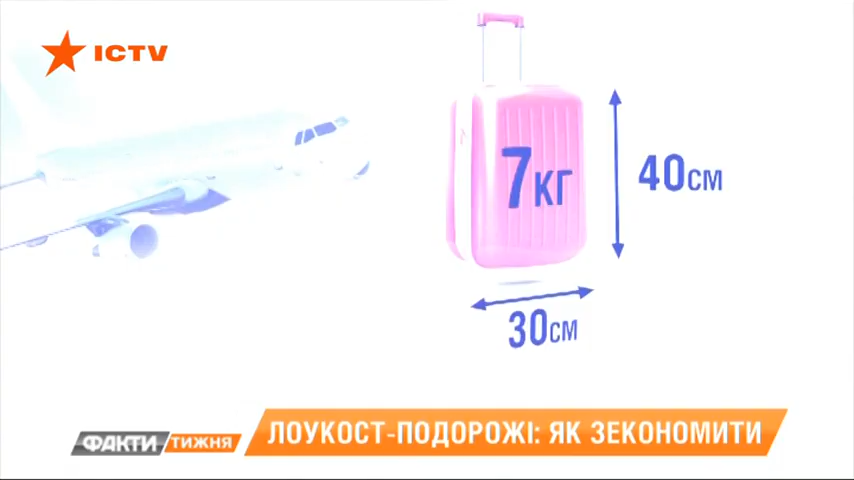 ICTV
7КГ
40СМ
30СМ
ФАКТИ ТИЖНЯ
ЛОУКОСТ-ПОДОРОЖІ: ЯК ЗЕКОНОМИТИ